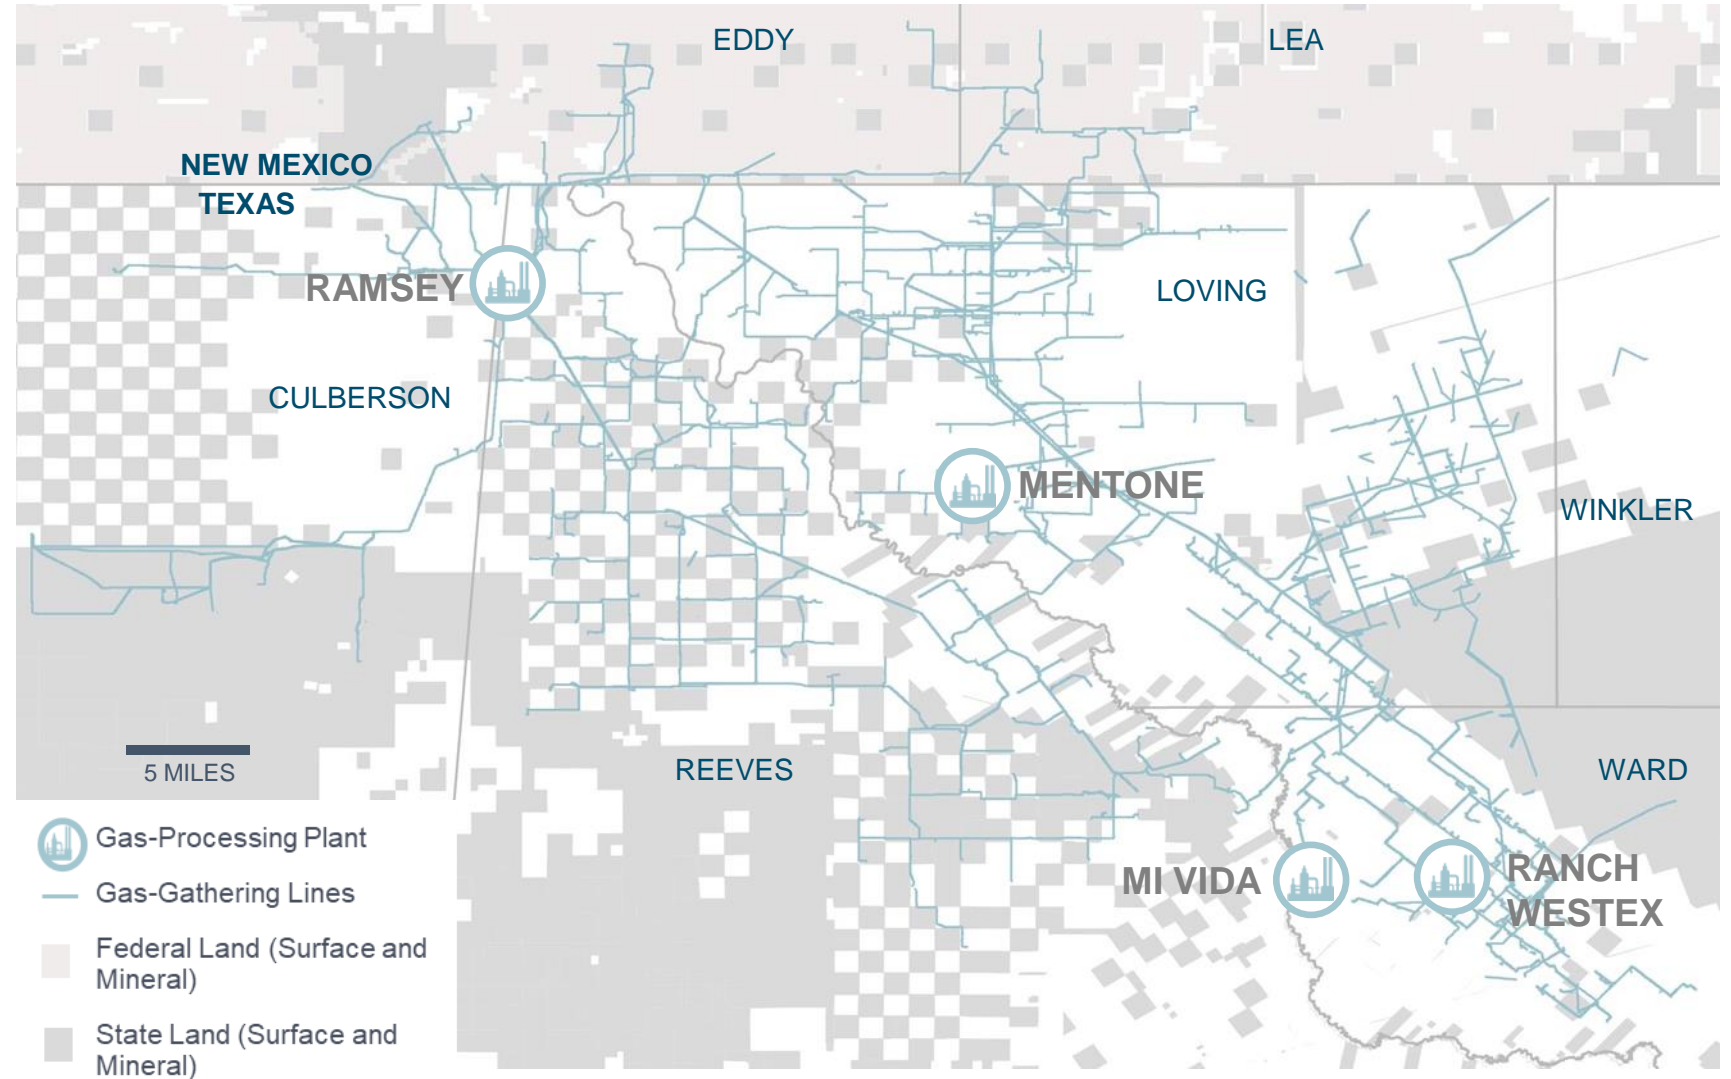 EDDY
LEA
NEW MEXICO
TEXAS
RAMSEY
LOVING
CULBERSON
MENTONE
WINKLER
5 MILES
REEVES
WARD
MI VIDA
RANCH
WESTEX
Gas-Processing Plant
Gas-Gathering Lines
Federal Land (Surface and
Mineral)
State Land (Surface and
Mineral)